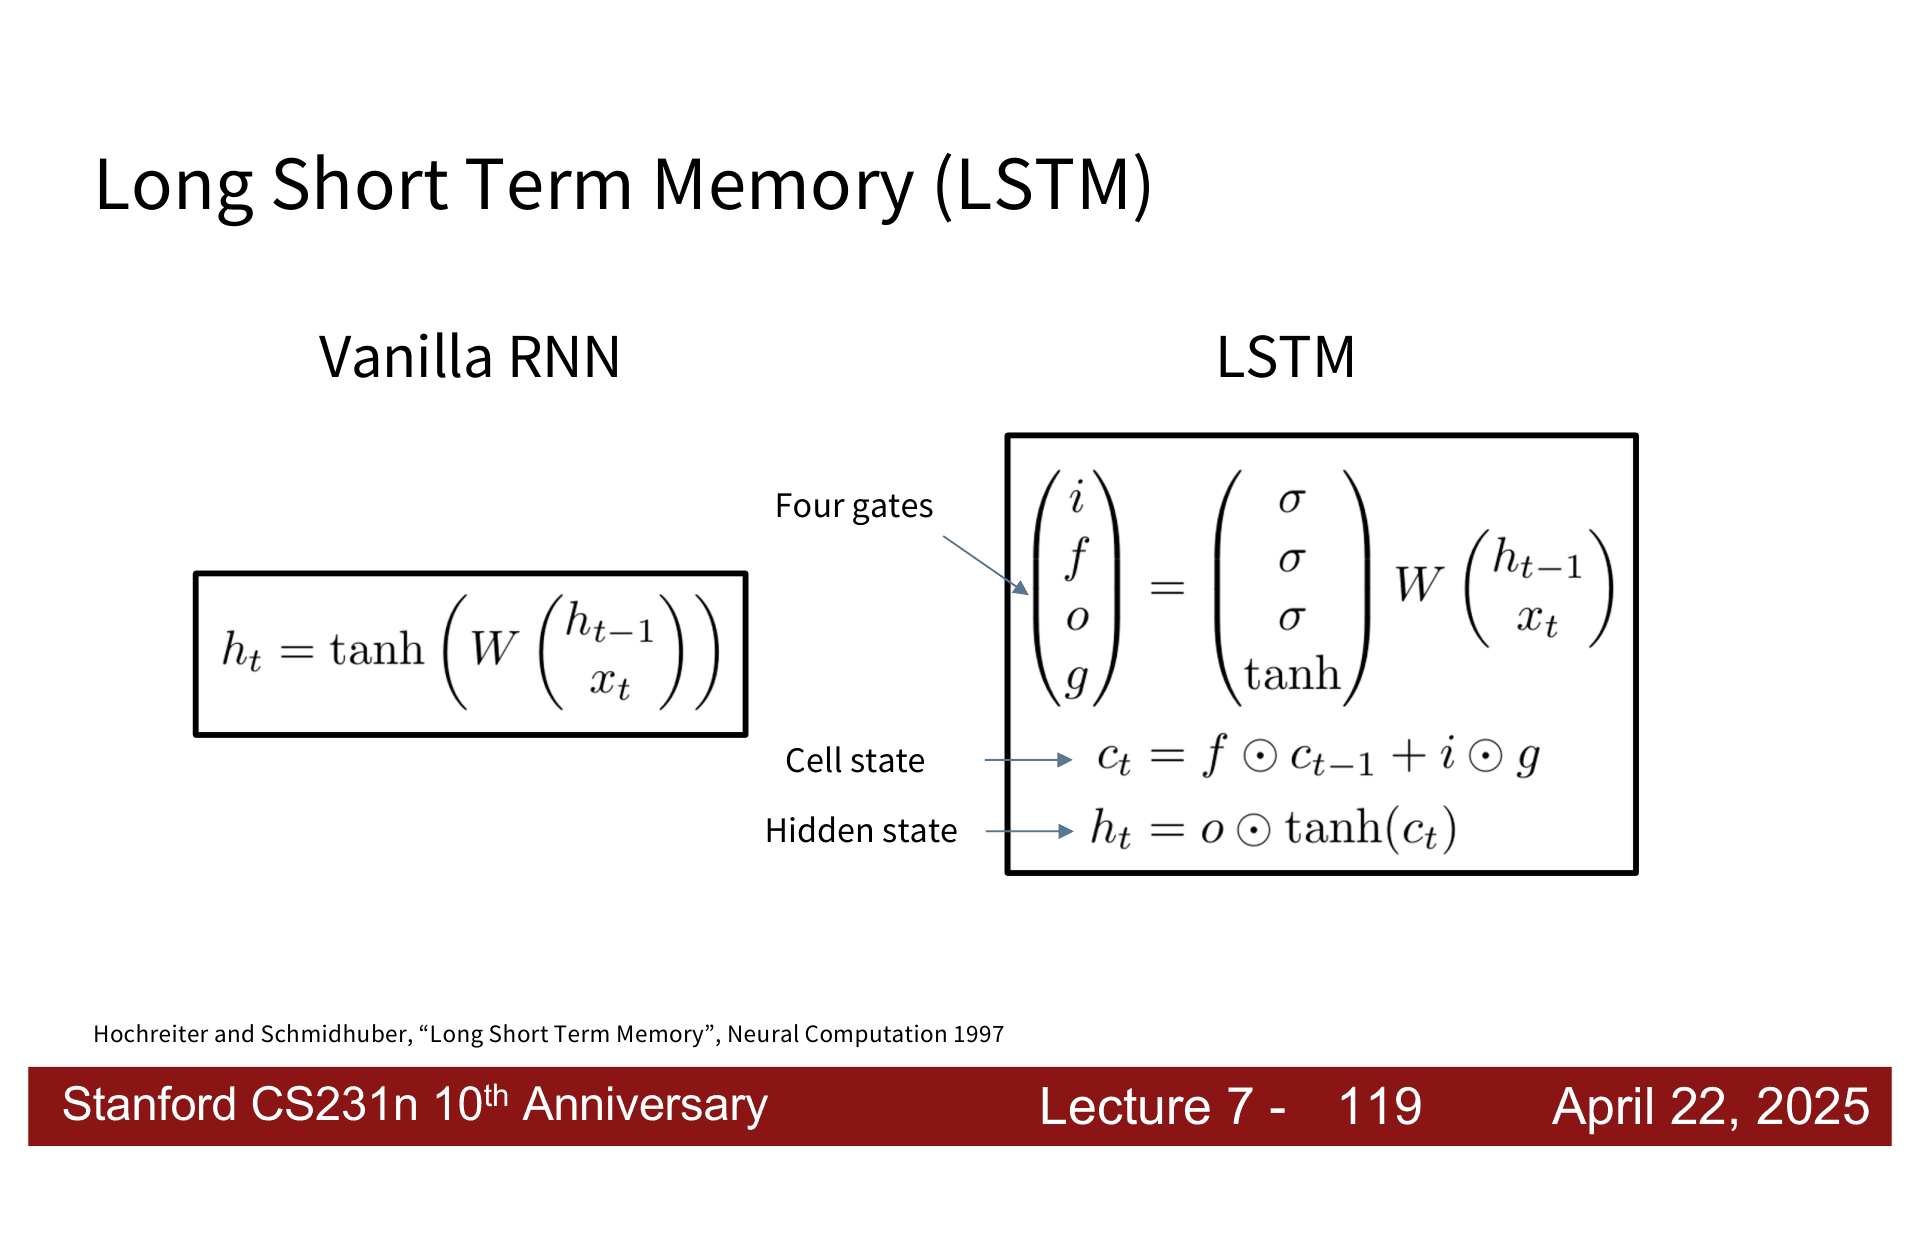 Long Short Term Memory (LSTM)
Vanilla RNN
h_t = tanh ( W ( h_{t−1} x_t ) )
LSTM
Four gates
( i f o g ) = ( σ σ σ tanh ) W ( h_{t−1} x_t )
Cell state
c_t = f ⊙ c_{t−1} + i ⊙ g
Hidden state
h_t = o ⊙ tanh(c_t)
Hochreiter and Schmidhuber, “Long Short Term Memory”, Neural Computation 1997
Stanford CS231n 10th Anniversary Lecture 7 - 119 April 22, 2025